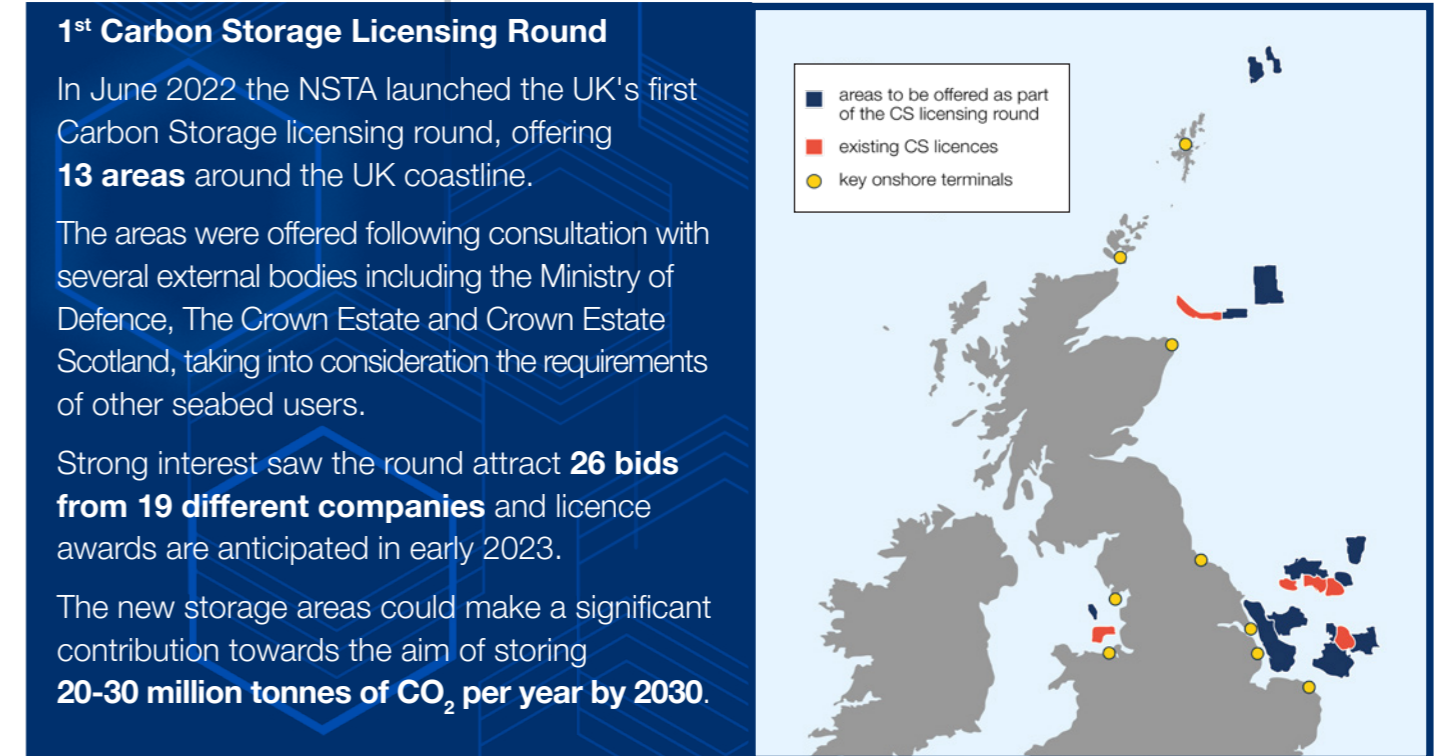 1st Carbon Storage Licensing Round
In June 2022 the NSTA launched the UK's first
Carbon Storage licensing round, offering
13 areas around the UK coastline.
The areas were offered following consultation with
several external bodies including the Ministry of
Defence, The Crown Estate and Crown Estate
Scotland, taking into consideration the requirements
of other seabed users.
Strong interest saw the round attract 26 bids
from 19 different companies and licence
awards are anticipated in early 2023.
The new storage areas could make a significant
contribution towards the aim of storing
20-30 million tonnes of CO2 per year by 2030.
areas to be offered as part
of the CS licensing round
existing CS licences
key onshore terminals